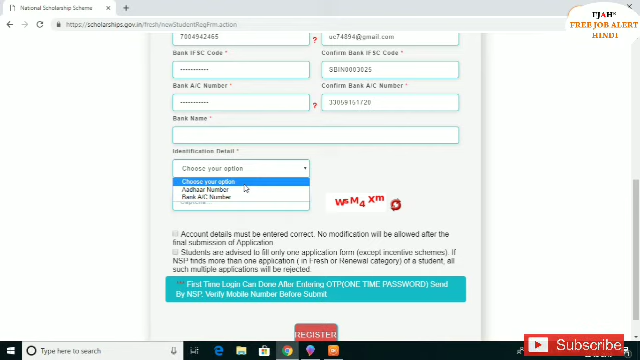 National Scholarship Scheme
https://scholarships.gov.in/fresh/newStudentRegFrm.action
FJAH
FREE JOB ALERT
HINDI
7004942465
uc74894@gmail.com
Bank IFSC Code *
Confirm Bank IFSC Code *
-----------
SBIN0003026
?
Bank A/C Number *
Confirm Bank A/C Number *
-----------
33059151728
?
Bank Name *
Identification Detail *
Choose your option
Choose your option
Aadhaar Number
Bank A/C Number
W5M4Xm
Account details must be entered correct. No modification will be allowed after the
final submission of Application.
Students are advised to fill only one application form (except incentive schemes). If
NSP finds more than one application ( in Fresh or Renewal category) of a student, all
such multiple applications will be rejected.
***First Time Login Can Done After Entering OTP(ONE TIME PASSWORD) Send
By NSP. Verify Mobile Number Before Submit
REGISTER
Subscribe
Type here to search